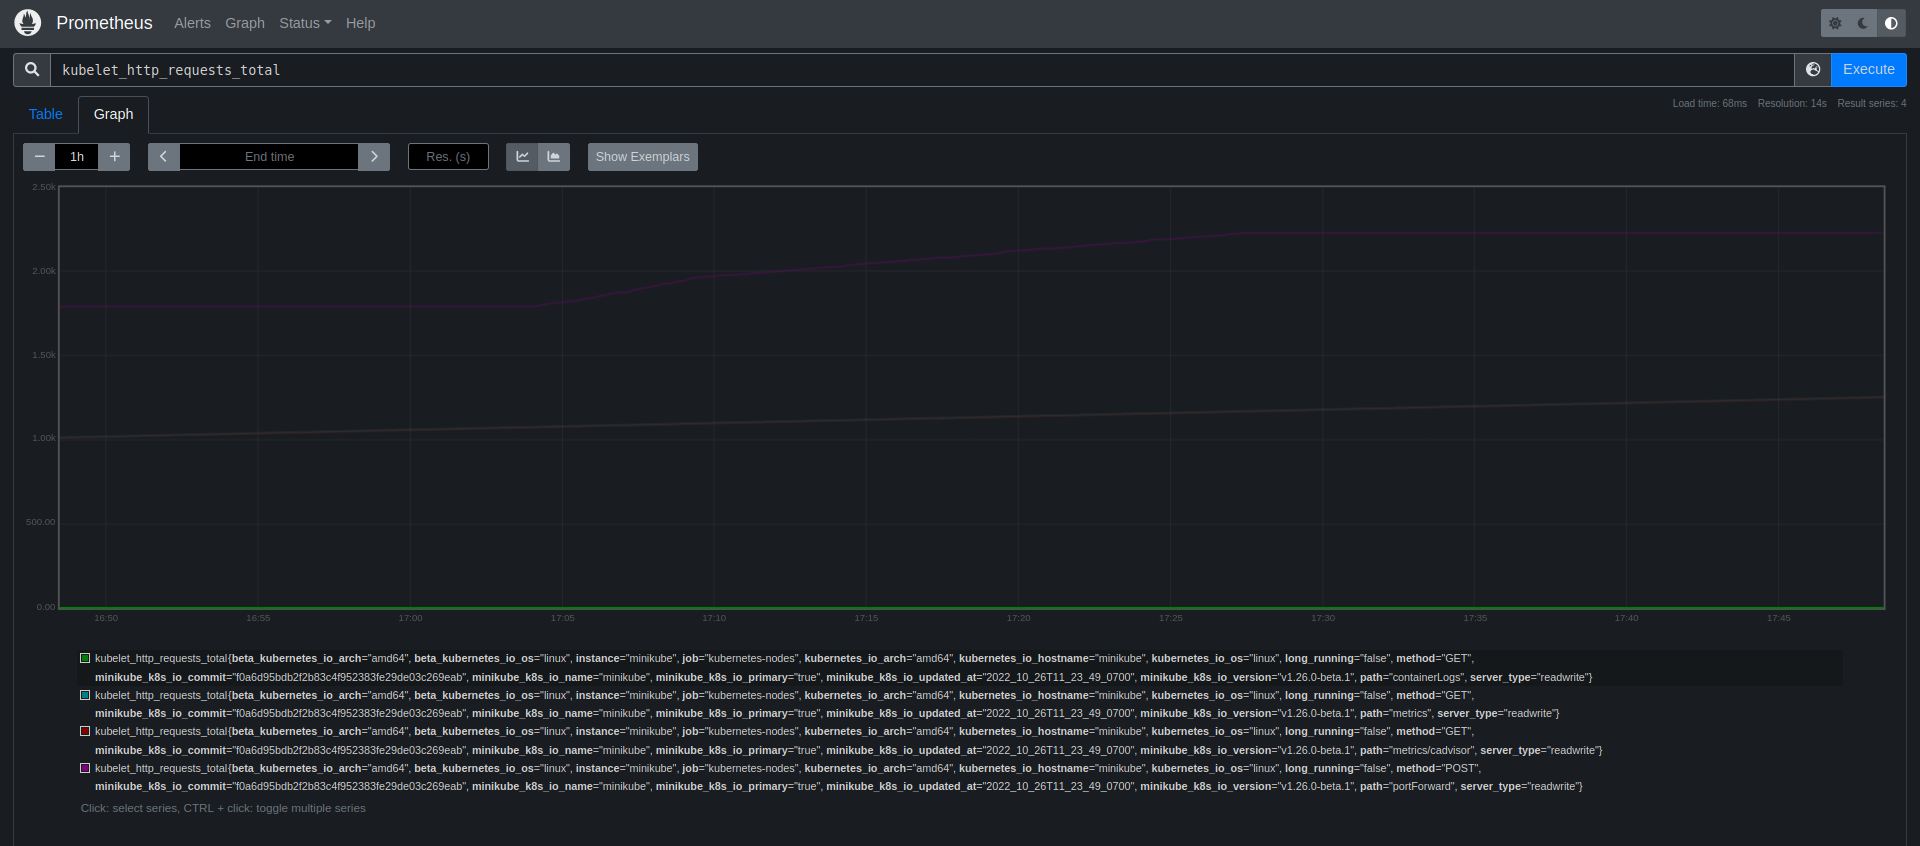 Prometheus Alerts Graph Status Help
kubelet_http_requests_total Execute
Load time: 68ms Resolution: 14s Result series: 4
Table Graph
1h End time Res. (s) Show Exemplars
2.50k
2.00k
1.50k
1.00k
500.00
0.00
16:50 16:55 17:00 17:05 17:10 17:15 17:20 17:25 17:30 17:35 17:40 17:45
kubelet_http_requests_total{beta_kubernetes_io_arch="amd64", beta_kubernetes_io_os="linux", instance="minikube", job="kubernetes-nodes", kubernetes_io_arch="amd64", kubernetes_io_hostname="minikube", kubernetes_io_os="linux", long_running="false", method="GET",
minikube_k8s_io_commit="f0a6d95bdb2f2b83c4f952383fe29de03c269eab", minikube_k8s_io_name="minikube", minikube_k8s_io_primary="true", minikube_k8s_io_updated_at="2022_10_26T11_23_49_0700", minikube_k8s_io_version="v1.26.0-beta.1", path="containerLogs", server_type="readwrite"}
kubelet_http_requests_total{beta_kubernetes_io_arch="amd64", beta_kubernetes_io_os="linux", instance="minikube", job="kubernetes-nodes", kubernetes_io_arch="amd64", kubernetes_io_hostname="minikube", kubernetes_io_os="linux", long_running="false", method="GET",
minikube_k8s_io_commit="f0a6d95bdb2f2b83c4f952383fe29de03c269eab", minikube_k8s_io_name="minikube", minikube_k8s_io_primary="true", minikube_k8s_io_updated_at="2022_10_26T11_23_49_0700", minikube_k8s_io_version="v1.26.0-beta.1", path="metrics", server_type="readwrite"}
kubelet_http_requests_total{beta_kubernetes_io_arch="amd64", beta_kubernetes_io_os="linux", instance="minikube", job="kubernetes-nodes", kubernetes_io_arch="amd64", kubernetes_io_hostname="minikube", kubernetes_io_os="linux", long_running="false", method="GET",
minikube_k8s_io_commit="f0a6d95bdb2f2b83c4f952383fe29de03c269eab", minikube_k8s_io_name="minikube", minikube_k8s_io_primary="true", minikube_k8s_io_updated_at="2022_10_26T11_23_49_0700", minikube_k8s_io_version="v1.26.0-beta.1", path="metrics/cadvisor", server_type="readwrite"}
kubelet_http_requests_total{beta_kubernetes_io_arch="amd64", beta_kubernetes_io_os="linux", instance="minikube", job="kubernetes-nodes", kubernetes_io_arch="amd64", kubernetes_io_hostname="minikube", kubernetes_io_os="linux", long_running="false", method="POST",
minikube_k8s_io_commit="f0a6d95bdb2f2b83c4f952383fe29de03c269eab", minikube_k8s_io_name="minikube", minikube_k8s_io_primary="true", minikube_k8s_io_updated_at="2022_10_26T11_23_49_0700", minikube_k8s_io_version="v1.26.0-beta.1", path="portForward", server_type="readwrite"}
Click: select series, CTRL + click: toggle multiple series